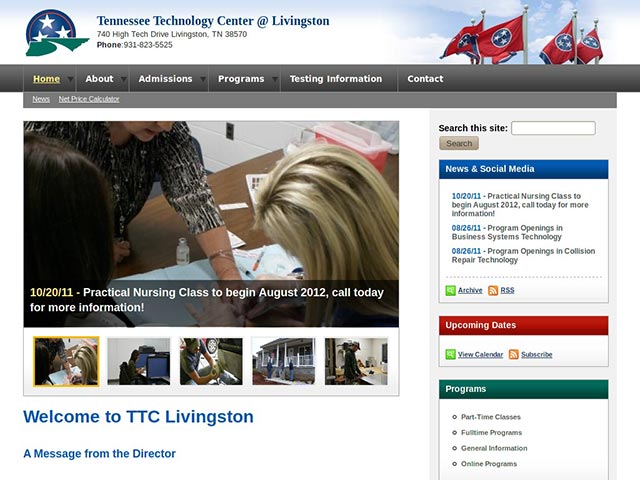 Tennessee Technology Center @ Livingston
740 High Tech Drive Livingston, TN 38570
Phone:931-823-5525
Home About Admissions Programs Testing Information Contact
News Net Price Calculator
Search this site:
Search
News & Social Media
10/20/11 - Practical Nursing Class to
begin August 2012, call today for more
information!
08/26/11 - Program Openings in
Business Systems Technology
08/26/11 - Program Openings in Collision
Repair Technology
Archive RSS
10/20/11 - Practical Nursing Class to begin August 2012, call today
for more information!
Upcoming Dates
View Calendar Subscribe
Programs
Part-Time Classes
Fulltime Programs
General Information
Online Programs
Welcome to TTC Livingston
A Message from the Director